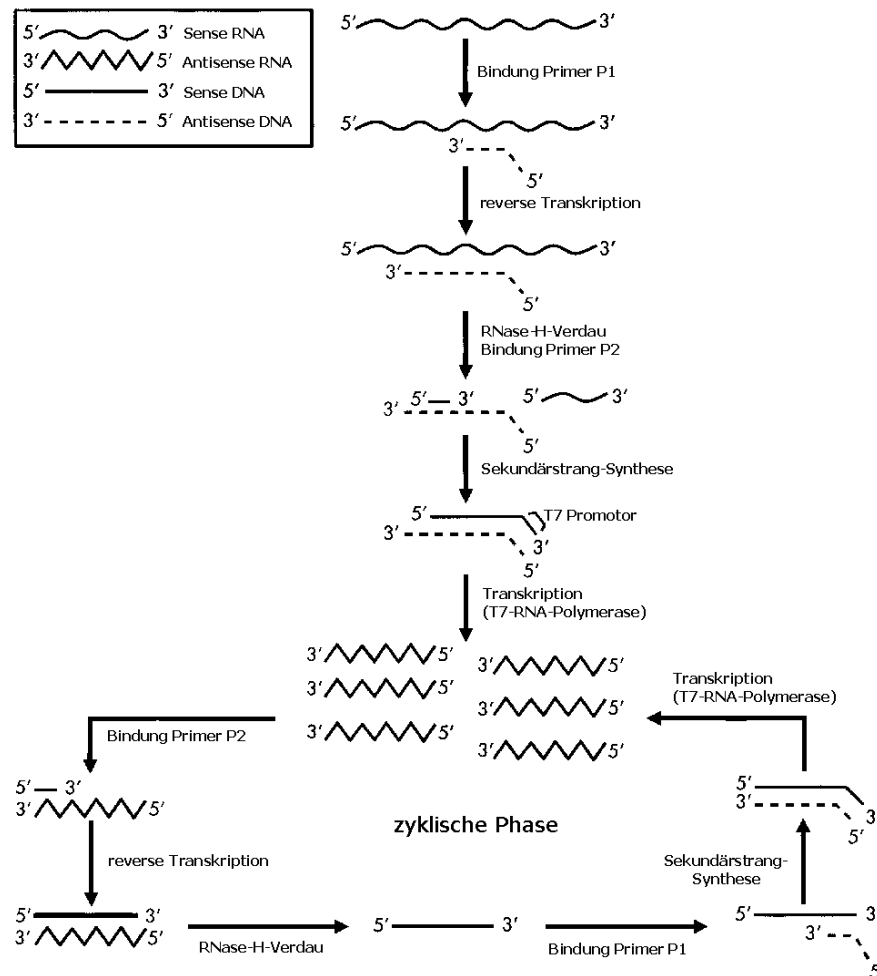 5′ 3′ Sense RNA
3′ 5′ Antisense RNA
5′ 3′ Sense DNA
3′ 5′ Antisense DNA
5′ 3′
Bindung Primer P1
5′ 3′
3′
5′
reverse Transkription
5′ 3′
3′
5′
RNase-H-Verdau
Bindung Primer P2
5′ 3′ 5′ 3′
3′
5′
Sekundärstrang-Synthese
5′ T7 Promotor
3′ 3′
5′
Transkription
(T7-RNA-Polymerase)
3′ 5′ 3′ 5′
3′ 5′ 3′ 5′
3′ 5′ 3′ 5′
Transkription
(T7-RNA-Polymerase)
Bindung Primer P2
5′ 3′
3′ 5′
zyklische Phase
5′
3′ 3′
5′
reverse Transkription
Sekundärstrang-
Synthese
5′ 3′
3′ 5′
RNase-H-Verdau
5′ 3′
Bindung Primer P1
5′ 3′
3′
5′